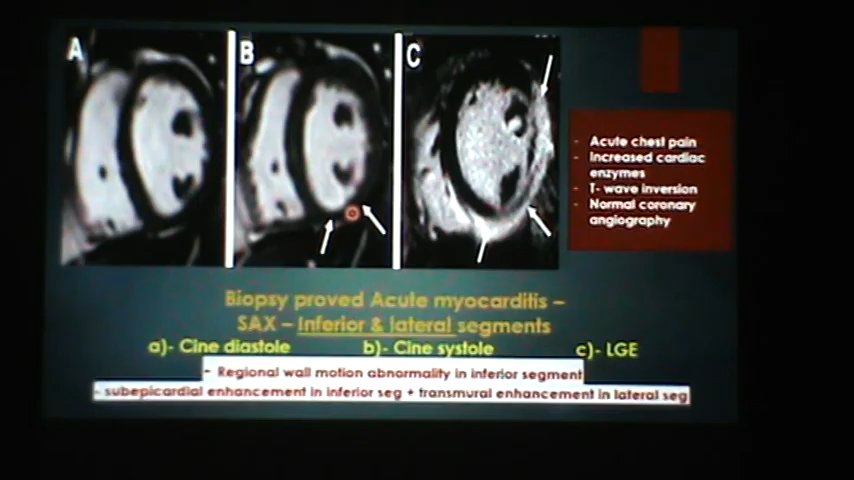 A
B
C
- Acute chest pain
- Increased cardiac
enzymes
- T- wave inversion
- Normal coronary
angiography
Biopsy proved Acute myocarditis –
SAX – Inferior & lateral segments
a)- Cine diastole b)- Cine systole c)- LGE
- Regional wall motion abnormality in inferior segment
- subepicardial enhancement in inferior seg + transmural enhancement in lateral seg